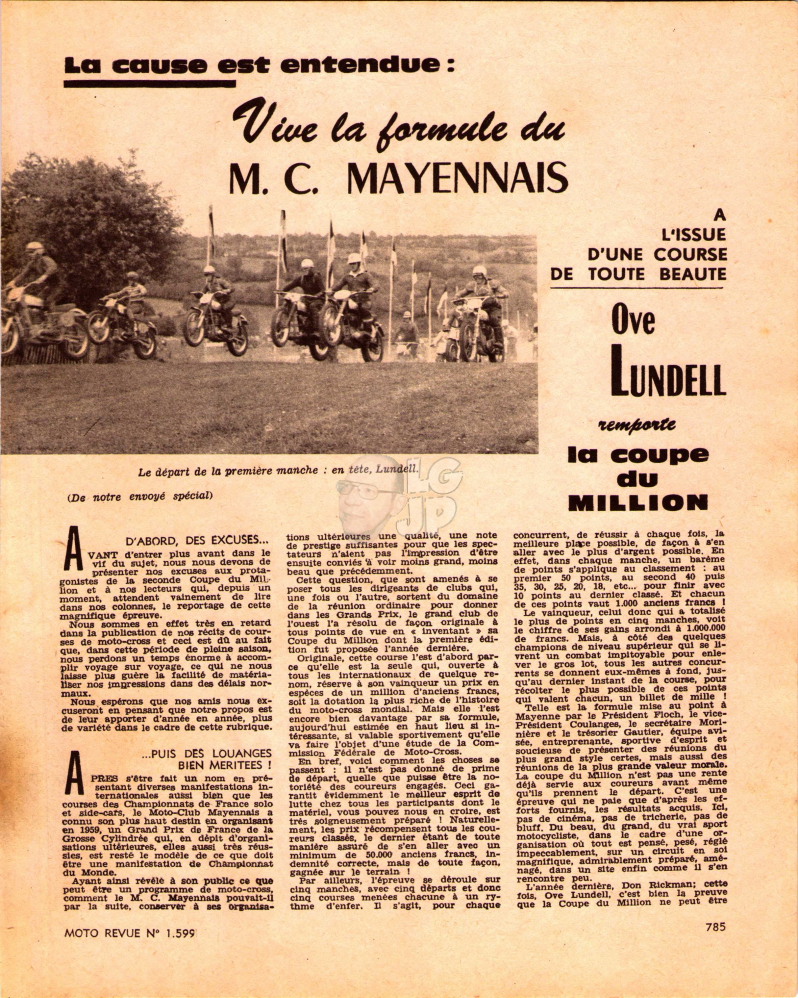 La cause est entendue :
Vive la formule du
M. C. MAYENNAIS
A
L'ISSUE
D'UNE COURSE
DE TOUTE BEAUTE
Ove
LUNDELL
remporte
la coupe
du
MILLION
Le départ de la première manche : en tête, Lundell.
LG
JP
(De notre envoyé spécial)
D'ABORD, DES EXCUSES...
AVANT d'entrer plus avant dans le
vif du sujet, nous nous devons de
présenter nos excuses aux prota-
gonistes de la seconde Coupe du Mil-
lion et à nos lecteurs qui, depuis un
moment, attendent vainement de lire
dans nos colonnes, le reportage de cette
magnifique épreuve.
Nous sommes en effet très en retard
dans la publication de nos récits de cour-
ses de moto-cross et ceci est dû au fait
que, dans cette période de pleine saison,
nous perdons un temps énorme à accom-
plir voyage sur voyage, ce qui ne nous
laisse plus guère la facilité de matéria-
liser nos impressions dans des délais nor-
maux.
Nous espérons que nos amis nous ex-
cuseront en pensant que notre propos est
de leur apporter d'année en année, plus
de variété dans le cadre de cette rubrique.
...PUIS DES LOUANGES
BIEN MERITEES !
APRES s'être fait un nom en pré-
sentant diverses manifestations in-
ternationales aussi bien que les
courses des Championnats de France solo
et side-cars, le Moto-Club Mayennais a
connu son plus haut destin en organisant
en 1959, un Grand Prix de France de la
Grosse Cylindrée qui, en dépit d'organi-
sations ultérieures, elles aussi très réus-
sies, est resté le modèle de ce que doit
être une manifestation de Championnat
du Monde.
Ayant ainsi révélé à son public ce que
peut être un programme de moto-cross,
comment le M. C. Mayennais pouvait-il
par la suite, conserver à ses organisa-
tions ultérieures une qualité, une note
de prestige suffisantes pour que les spec-
tateurs n'aient pas l'impression d'être
ensuite conviés à voir moins grand, moins
beau que précédemment.
Cette question, que sont amenés à se
poser tous les dirigeants de clubs qui,
une fois ou l'autre, sortent du domaine
de la réunion ordinaire pour donner
dans les Grands Prix, le grand club de
l'ouest l'a résolu de façon originale à
tous points de vue en « inventant » sa
Coupe du Million dont la première édi-
tion fut proposée l'année dernière.
Originale, cette course l'est d'abord par-
ce qu'elle est la seule qui, ouverte à
tous les internationaux de quelque re-
nom, réserve à son vainqueur un prix en
espèces de un million d'anciens francs,
soit la dotation la plus riche de l'histoire
du moto-cross mondial. Mais elle l'est
encore bien davantage par sa formule,
aujourd'hui estimée en haut lieu si in-
téressante, si valable sportivement qu'elle
va faire l'objet d'une étude de la Com-
mission Fédérale de Moto-Cross.
En bref, voici comment les choses se
passent : il n'est pas donné de prime
de départ, quelle que puisse être la no-
toriété des coureurs engagés. Ceci ga-
rantit évidemment le meilleur esprit de
lutte chez tous les participants dont le
matériel, vous pouvez nous en croire, est
très soigneusement préparé ! Naturelle-
ment, les prix récompensent tous les cou-
reurs classés, le dernier étant de toute
manière assuré de s'en aller avec un
minimum de 50.000 anciens francs, in-
demnité correcte, mais de toute façon,
gagnée sur le terrain !
Par ailleurs, l'épreuve se déroule sur
cinq manches, avec cinq départs et donc
cinq courses menées chacune à un ry-
thme d'enfer. Il s'agit, pour chaque
concurrent, de réussir à chaque fois, la
meilleure place possible, de façon à s'en
aller avec le plus d'argent possible. En
effet, dans chaque manche, un barème
de points s'applique au classement : au
premier 50 points, au second 40 puis
35, 30, 25, 20, 18, etc... pour finir avec
10 points au dernier classé. Et chacun
de ces points vaut 1.000 anciens francs !
Le vainqueur, celui donc qui a totalisé
le plus de points en cinq manches, voit
le chiffre de ses gains arrondi à 1.000.000
de francs. Mais, à côté des quelques
champions de niveau supérieur qui se li-
vrent un combat impitoyable pour enle-
ver le gros lot, tous les autres concur-
rents se donnent eux-mêmes à fond, jus-
qu'au dernier instant de la course, pour
récolter le plus possible de ces points
qui valent chacun, un billet de mille !
Telle est la formule mise au point à
Mayenne par le Président Floch, le vice-
Président Coulanges, le secrétaire Mori-
nière et le trésorier Gautier, équipe avi-
sée, entreprenante, sportive d'esprit et
soucieuse de présenter des réunions du
plus grand style certes, mais aussi des
réunions de la plus grande valeur morale.
La coupe du Million n'est pas une rente
déjà servie aux coureurs avant même
qu'ils prennent le départ. C'est une
épreuve qui ne paie que d'après les ef-
forts fournis, les résultats acquis. Ici,
pas de cinéma, pas de tricherie, pas de
bluff. Du beau, du grand, du vrai sport
motocycliste, dans le cadre d'une or-
ganisation où tout est pensé, pesé, réglé
impeccablement, sur un circuit en soi
magnifique, admirablement préparé, amé-
nagé, dans un site enfin comme il s'en
rencontre peu.
L'année dernière, Don Rickman; cette
fois, Ove Lundell, c'est bien la preuve
que la Coupe du Million ne peut être
MOTO REVUE N° 1.599
785